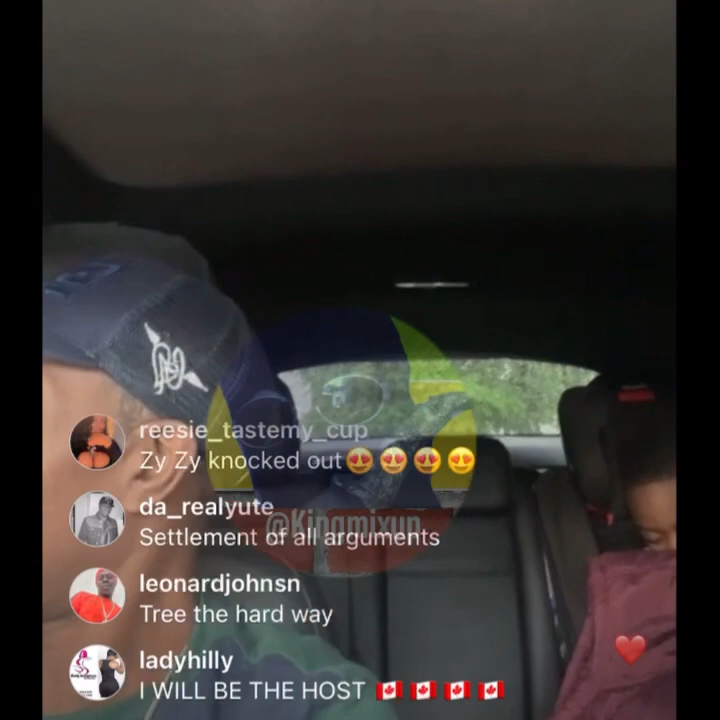 reesie_tastemy_cup
Zy Zy knocked out😍😍😍😍
da_realyute
@Kingmixup
Settlement of all arguments
leonardjohnsn
Tree the hard way
ladyhilly
I WILL BE THE HOST 🇨🇦🇨🇦🇨🇦🇨🇦